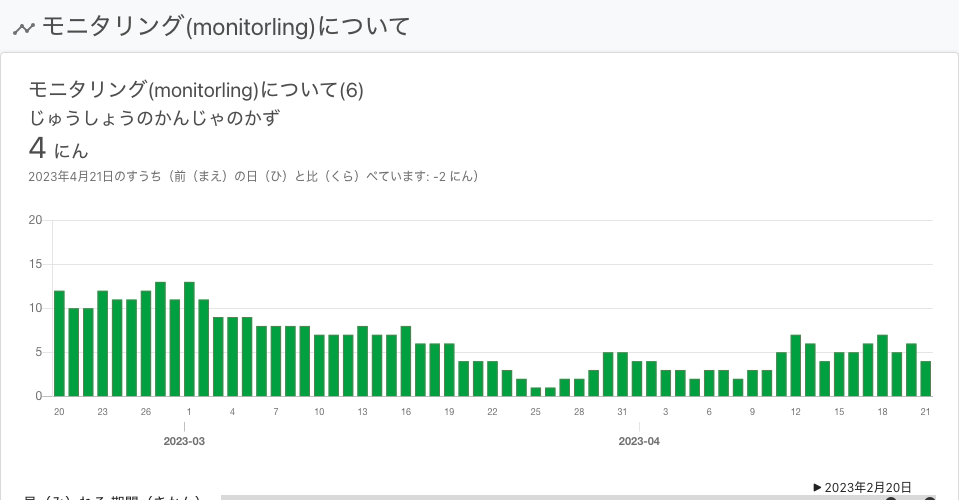 モニタリング(monitorling)について
モニタリング(monitorling)について(6)
じゅうしょうのかんじゃのかず
4 にん
2023年4月21日のすうち（前（まえ）の日（ひ）と比（くら）べています: -2 にん）
20
15
10
5
0
20 23 26 1 4 7 10 13 16 19 22 25 28 31 3 6 9 12 15 18 21
2023-03 2023-04
▶ 2023年2月20日